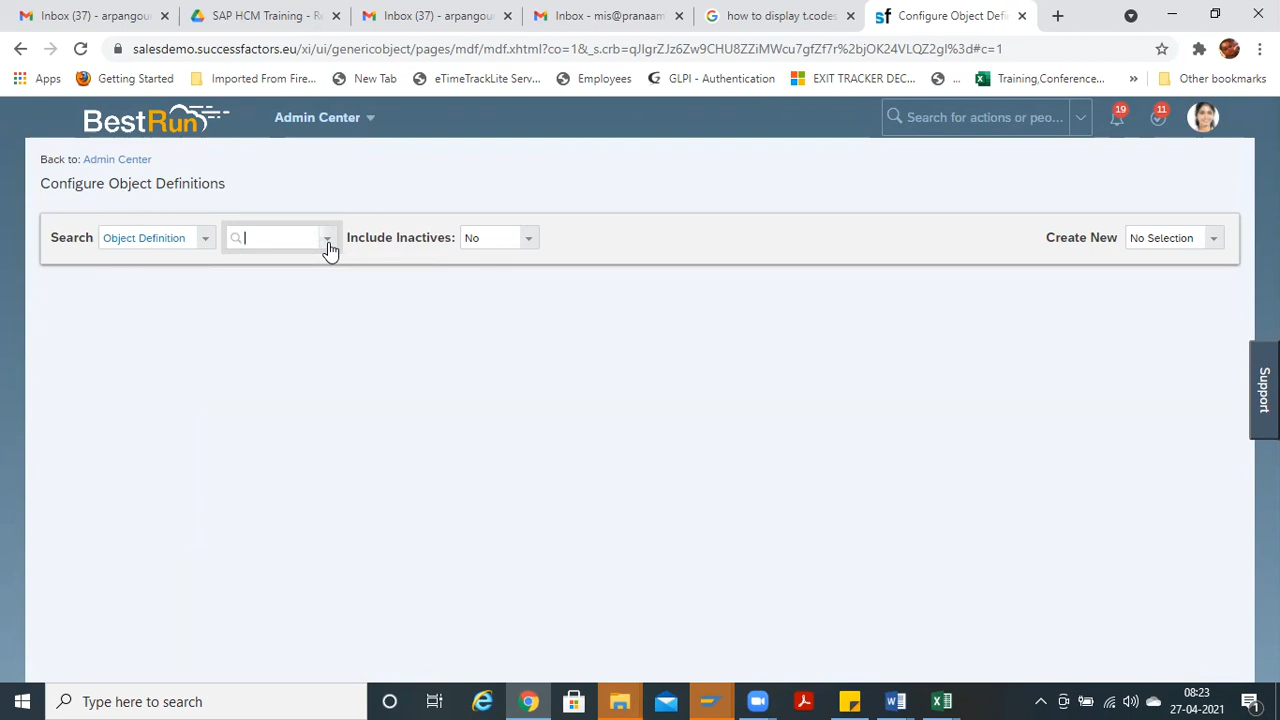 Inbox (37) - arpangou
SAP HCM Training - Re
Inbox (37) - arpangou
Inbox - mis@pranaam
how to display t.codes
Configure Object Defi
salesdemo.successfactors.eu/xi/ui/genericobject/pages/mdf/mdf.xhtml?co=1&_s.crb=qJIgrZJz6Zw9CHU8ZZiMWcu7gfZf7r%2bjOK24VLQZ2gI%3d#c=1
Apps
Getting Started
Imported From Fire...
New Tab
eTimeTrackLite Serv...
Employees
GLPI - Authentication
EXIT TRACKER DEC...
...
Training,Conference...
»
Other bookmarks
BestRun
Admin Center
Search for actions or peo...
19
11
Back to: Admin Center
Configure Object Definitions
Search Object Definition Include Inactives: No Create New No Selection
Support
Type here to search
08:23
27-04-2021
1